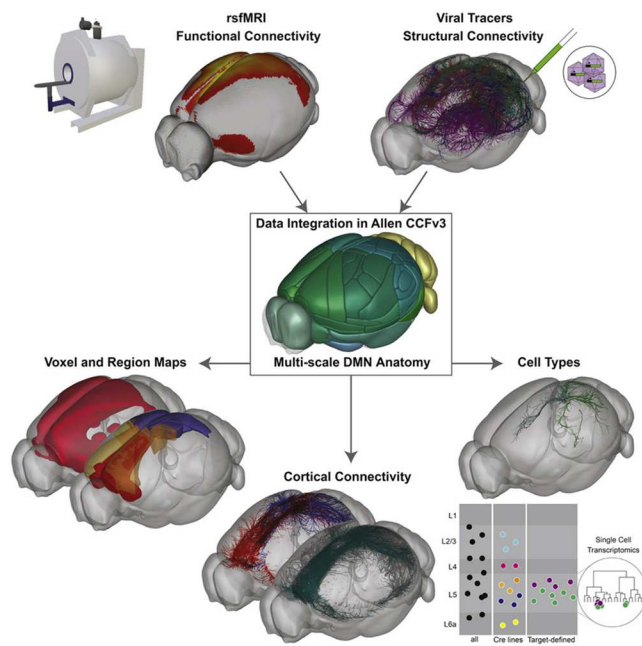 rsfMRI
Functional Connectivity
Viral Tracers
Structural Connectivity
Data Integration in Allen CCFv3
Multi-scale DMN Anatomy
Voxel and Region Maps
Cell Types
Cortical Connectivity
L1
L2/3
L4
L5
L6a
all
Cre lines
Target-defined
Single Cell
Transcriptomics